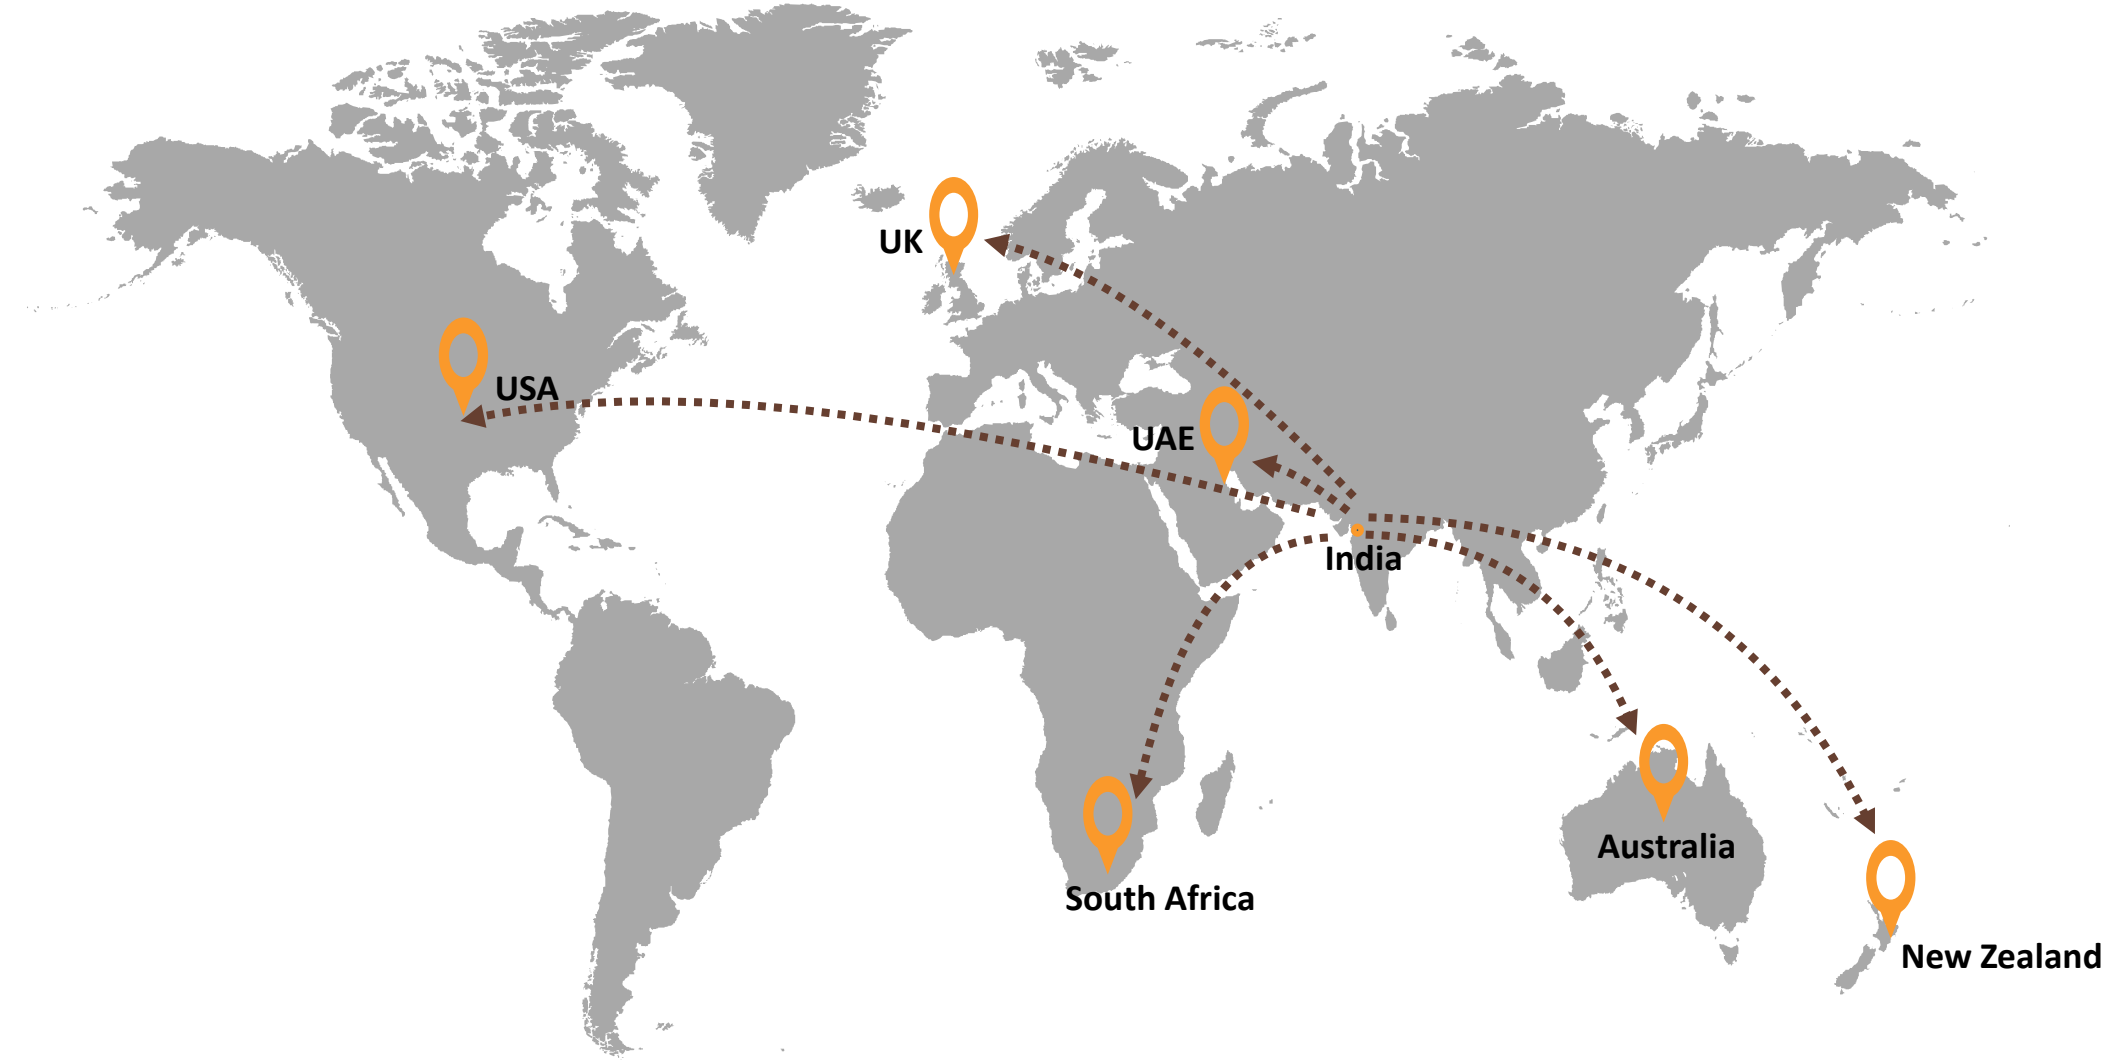 UK
USA
UAE
India
Australia
South Africa
New Zealand